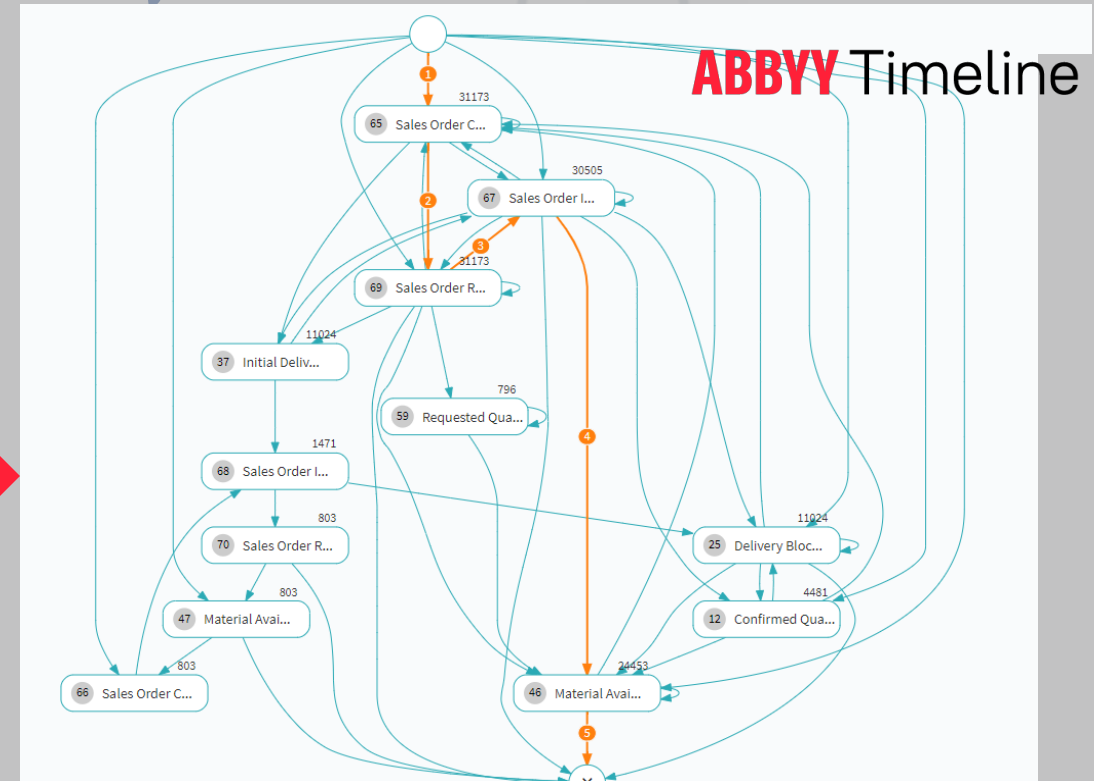 ABBYY Timeline
1
31173
65 Sales Order C...
30505
67 Sales Order I...
2
3
31173
69 Sales Order R...
11024
37 Initial Deliv...
796
59 Requested Qua...
4
1471
68 Sales Order I...
803
70 Sales Order R...
11024
25 Delivery Bloc...
803
47 Material Avai...
4481
12 Confirmed Qua...
803
66 Sales Order C...
24453
46 Material Avai...
5